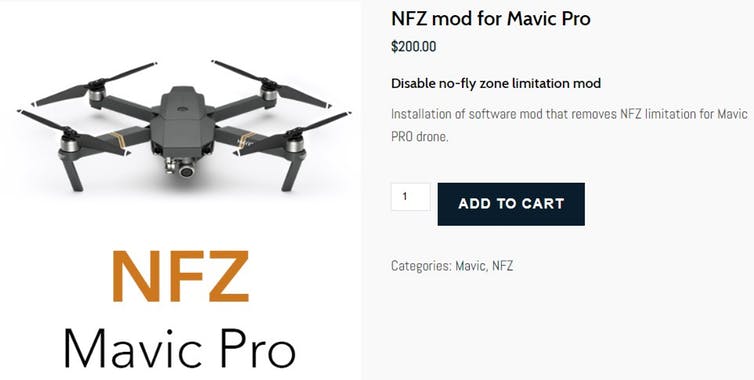 NFZ mod for Mavic Pro
$200.00
Disable no-fly zone limitation mod
Installation of software mod that removes NFZ limitation for Mavic
PRO drone.
1
ADD TO CART
Categories: Mavic, NFZ
NFZ
Mavic Pro